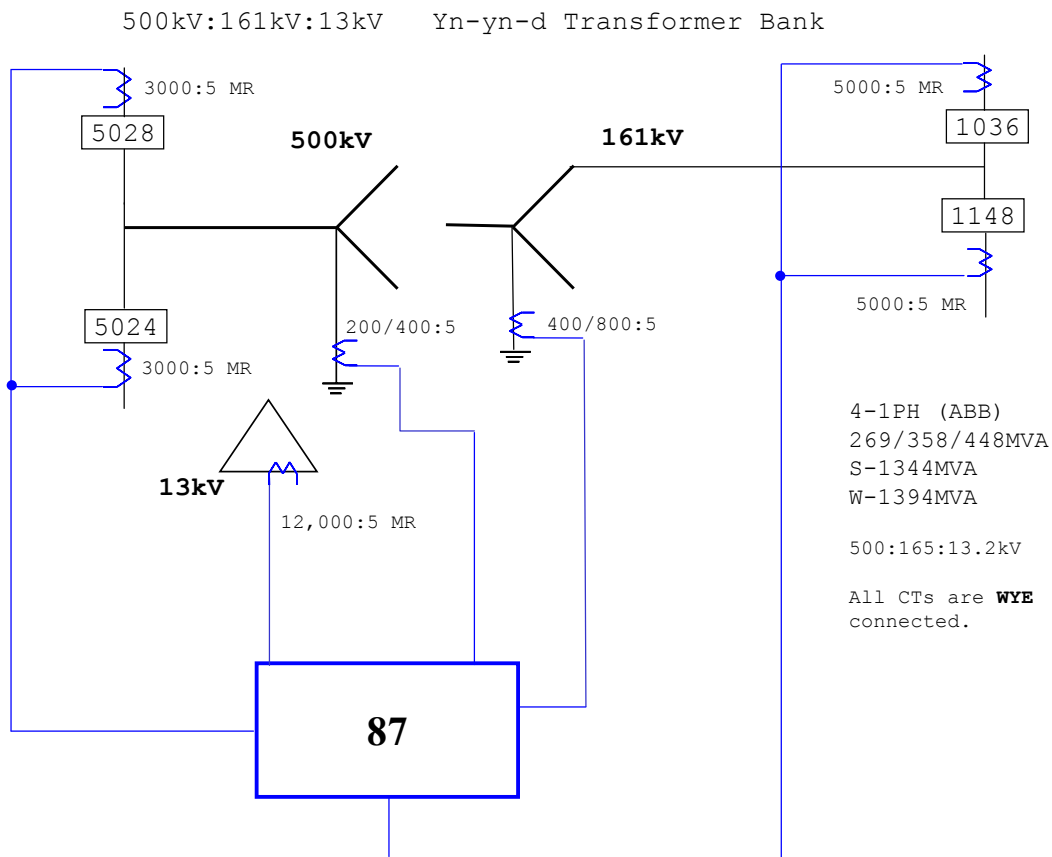 500kV:161kV:13kV   Yn-yn-d Transformer Bank
3000:5 MR
5028
500kV
161kV
5000:5 MR
1036
1148
5000:5 MR
5024
3000:5 MR
200/400:5
400/800:5
13kV
12,000:5 MR
4-1PH (ABB)
269/358/448MVA
S-1344MVA
W-1394MVA
500:165:13.2kV
All CTs are WYE
connected.
87